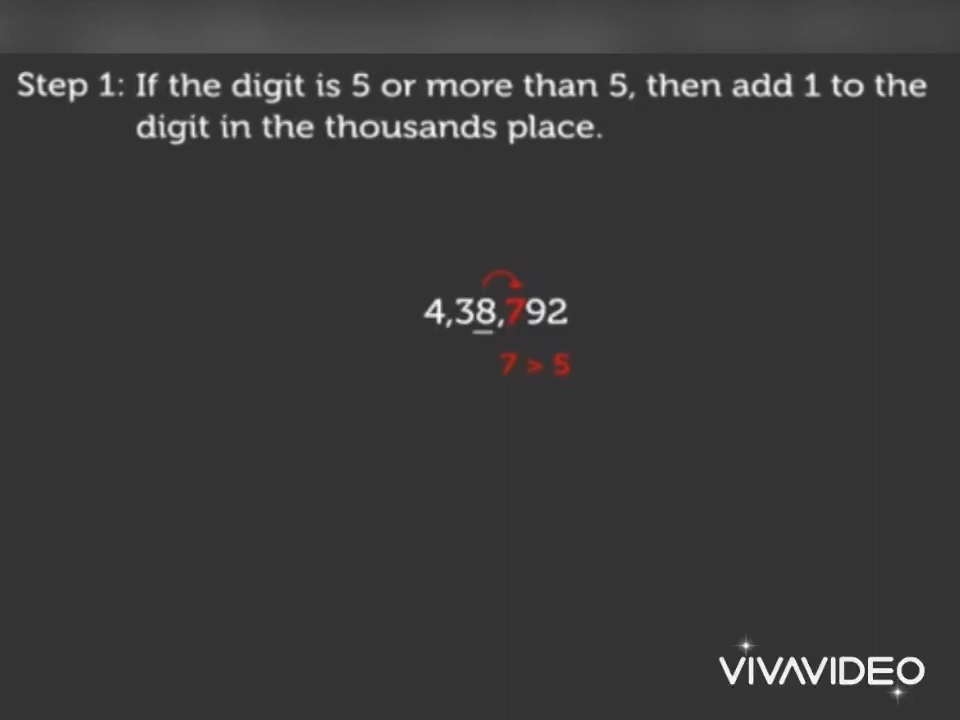 Step 1: If the digit is 5 or more than 5, then add 1 to the
digit in the thousands place.
4,38,792
7 > 5
VIVAVIDEO